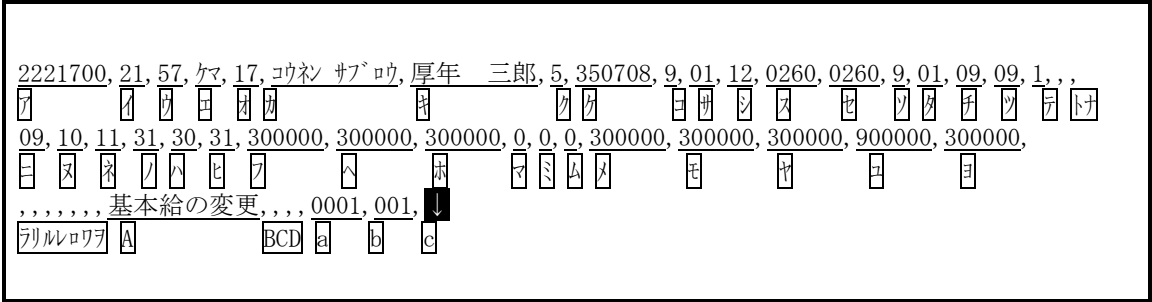 2221700,21,57,ｹﾏ,17,ｺｳﾈﾝ ｻﾌﾞﾛｳ,厚年　三郎,5,350708,9,01,12,0260,0260,9,01,09,09,1,,,
ア イ ウ エ オ カ キ ク ケ コ サ シ ス セ ツ タ チ ツ テ トナ
09,10,11,31,30,31,300000,300000,300000,0,0,0,300000,300000,300000,900000,300000,
ニ ヌ ネ ノ ハ ヒ フ ヘ ホ マ ミ ム メ モ ヤ ユ ヨ
,,,,,,,基本給の変更,,,,0001,001,↓
ラリルレロワヲ A BCD a b c